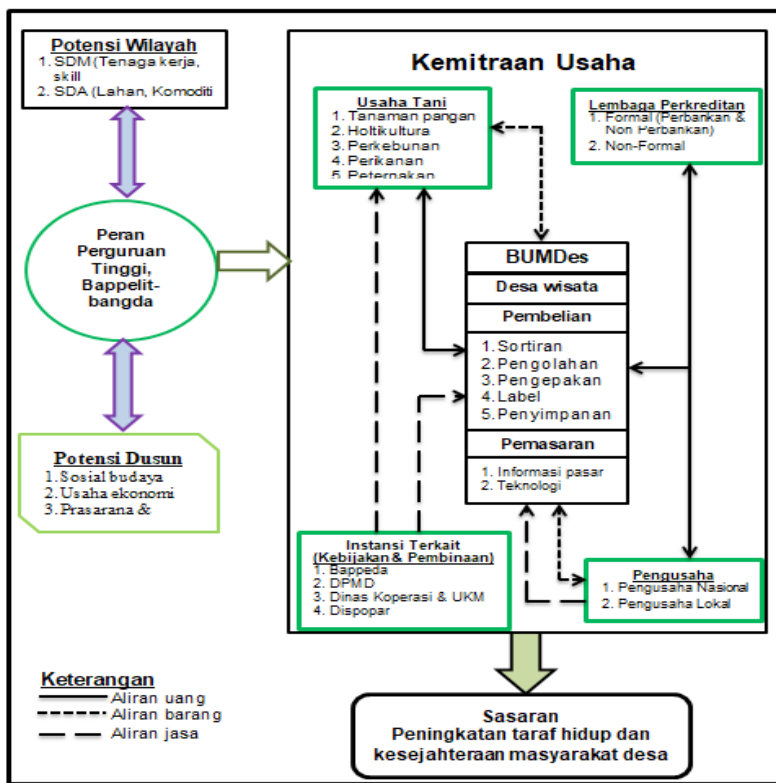 Potensi Wilayah
1. SDM (Tenaga kerja,
skill
2. SDA (Lahan, Komoditi
Peran
Perguruan
Tinggi,
Bappelit-
bangda
Potensi Dusun
1. Sosial budaya
2. Usaha ekonomi
3. Prasarana &
Kemitraan Usaha
Usaha Tani
1. Tanaman pangan
2. Holtikultura
3. Perkebunan
4. Perikanan
5. Peternakan
Lembaga Perkreditan
1. Formal (Perbankan &
Non Perbankan)
2. Non-Formal
BUMDes
Desa wisata
Pembelian
1. Sortiran
2. Pengolahan
3. Pengepakan
4. Label
5. Penyimpanan
Pemasaran
1. Informasi pasar
2. Teknologi
Instansi Terkait
(Kebijakan & Pembinaan)
1. Bappeda
2. DPMD
3. Dinas Koperasi & UKM
4. Dispopar
Pengusaha
1. Pengusaha Nasional
2. Pengusaha Lokal
Keterangan
Aliran uang
Aliran barang
Aliran jasa
Sasaran
Peningkatan taraf hidup dan
kesejahteraan masyarakat desa